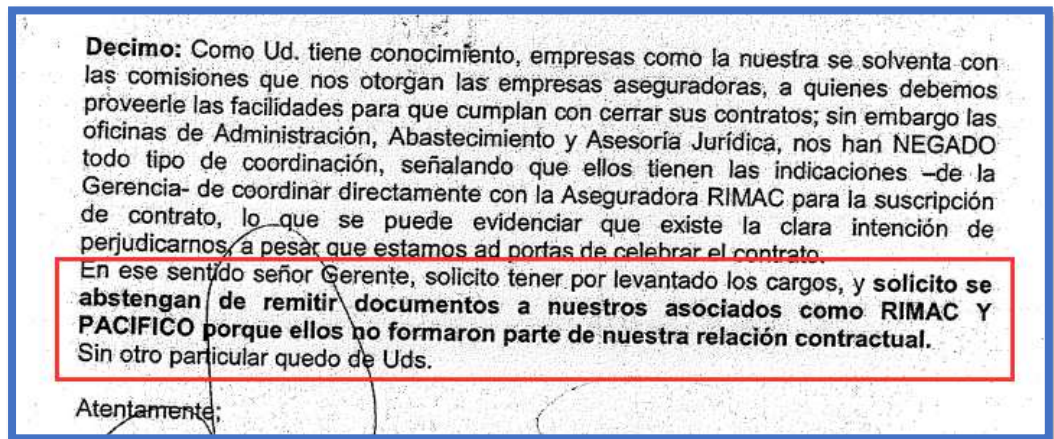 Decimo: Como Ud. tiene conocimiento, empresas como la nuestra se solventa con
las comisiones que nos otorgan las empresas aseguradoras, a quienes debemos
proveerle las facilidades para que cumplan con cerrar sus contratos; sin embargo las
oficinas de Administración, Abastecimiento y Asesoría Jurídica, nos han NEGADO
todo tipo de coordinación, señalando que ellos tienen las indicaciones –de la
Gerencia- de coordinar directamente con la Aseguradora RIMAC para la suscripción
de contrato, lo que se puede evidenciar que existe la clara intención de
perjudicarnos, a pesar que estamos ad portas de celebrar el contrato.
En ese sentido señor Gerente, solicito tener por levantado los cargos, y solicito se
abstengan de remitir documentos a nuestros asociados como RIMAC Y
PACIFICO porque ellos no formaron parte de nuestra relación contractual.
Sin otro particular quedo de Uds.
Atentamente;